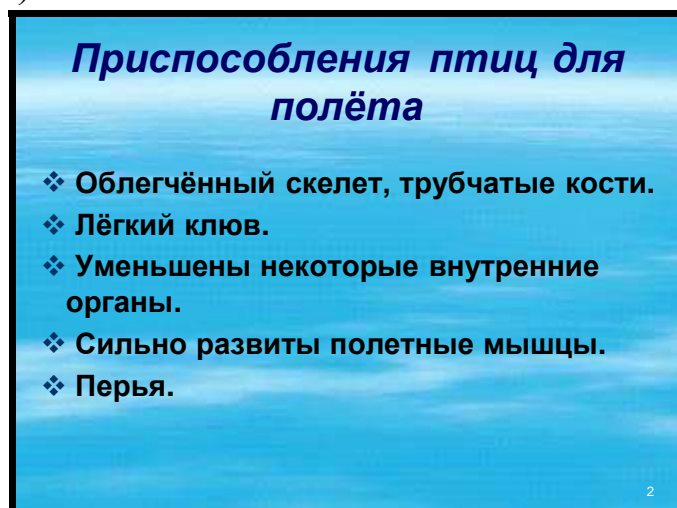 Приспособления птиц для
полёта
❖ Облегчённый скелет, трубчатые кости.
❖ Лёгкий клюв.
❖ Уменьшены некоторые внутренние
органы.
❖ Сильно развиты полетные мышцы.
❖ Перья.
2